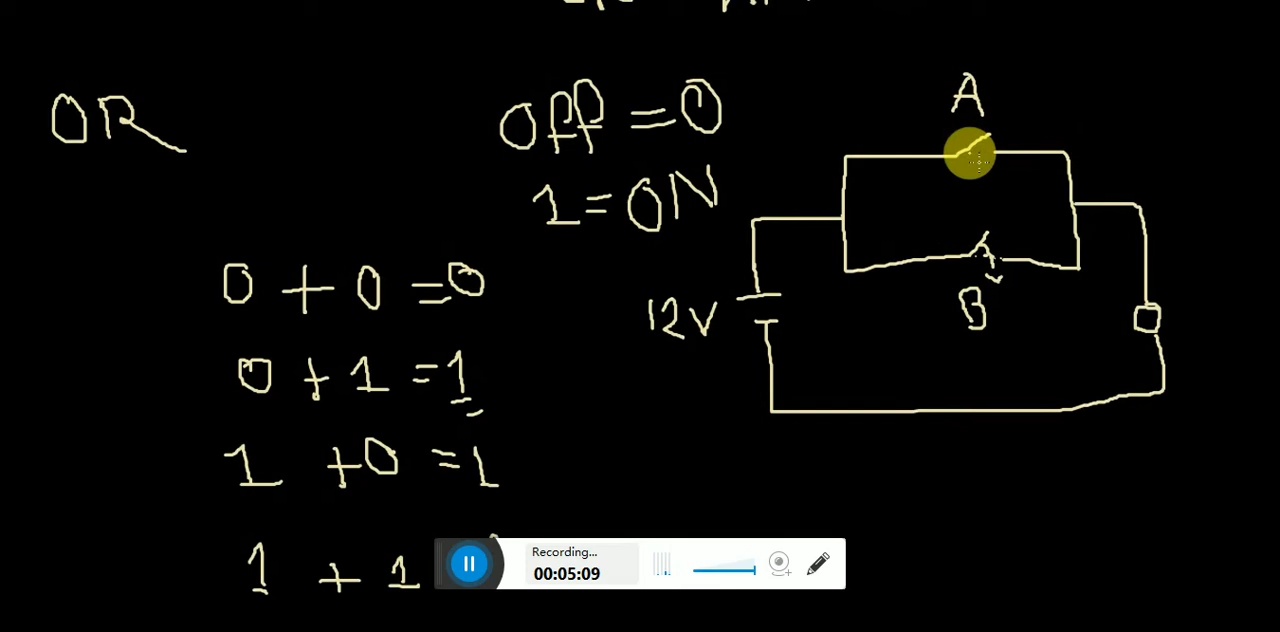 OR
Off = 0
1 = ON
A
0 + 0 = 0
0 + 1 = 1
1 + 0 = 1
1 + 1
12V
B
Recording...
00:05:09